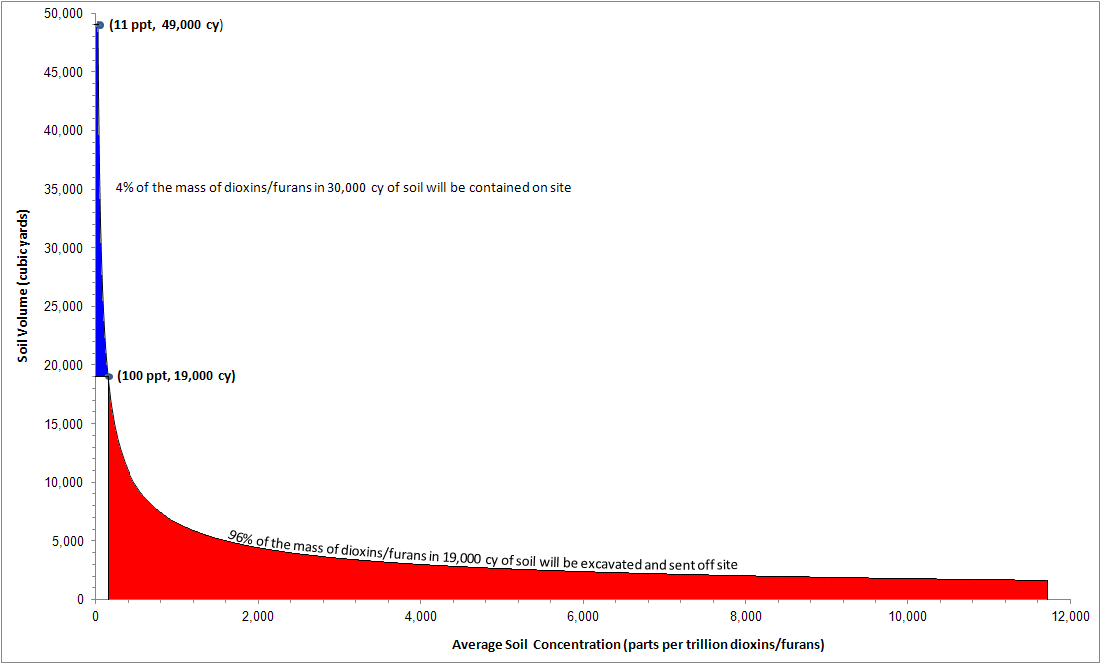 50,000
(11 ppt, 49,000 cy)
45,000
40,000
4% of the mass of dioxins/furans in 30,000 cy of soil will be contained on site
35,000
30,000
25,000
20,000
(100 ppt, 19,000 cy)
15,000
10,000
5,000
96% of the mass of dioxins/furans in 19,000 cy of soil will be excavated and sent off site
0
Soil Volume (cubic yards)
0 2,000 4,000 6,000 8,000 10,000 12,000
Average Soil Concentration (parts per trillion dioxins/furans)